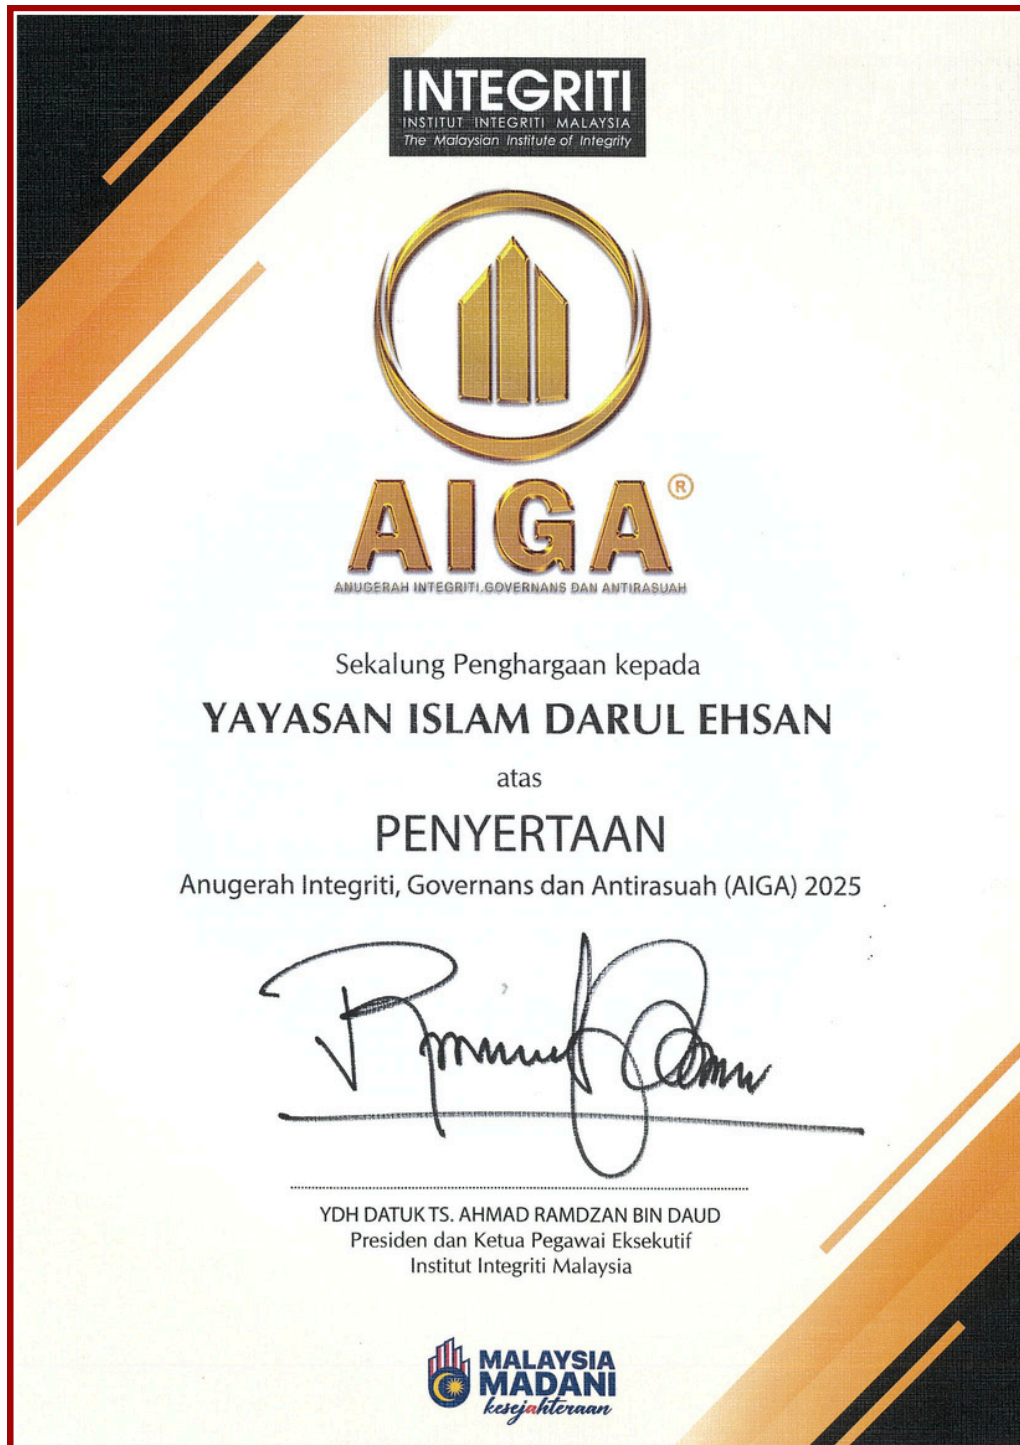 INTEGRITI
INSTITUT INTEGRITI MALAYSIA
The Malaysian Institute of Integrity
AIGA®
ANUGERAH INTEGRITI, GOVERNANS DAN ANTIRASUAH
Sekalung Penghargaan kepada
YAYASAN ISLAM DARUL EHSAN
atas
PENYERTAAN
Anugerah Integriti, Governans dan Antirasuah (AIGA) 2025
YDH DATUK TS. AHMAD RAMDZAN BIN DAUD
Presiden dan Ketua Pegawai Eksekutif
Institut Integriti Malaysia
MALAYSIA
MADANI
kesejahteraan